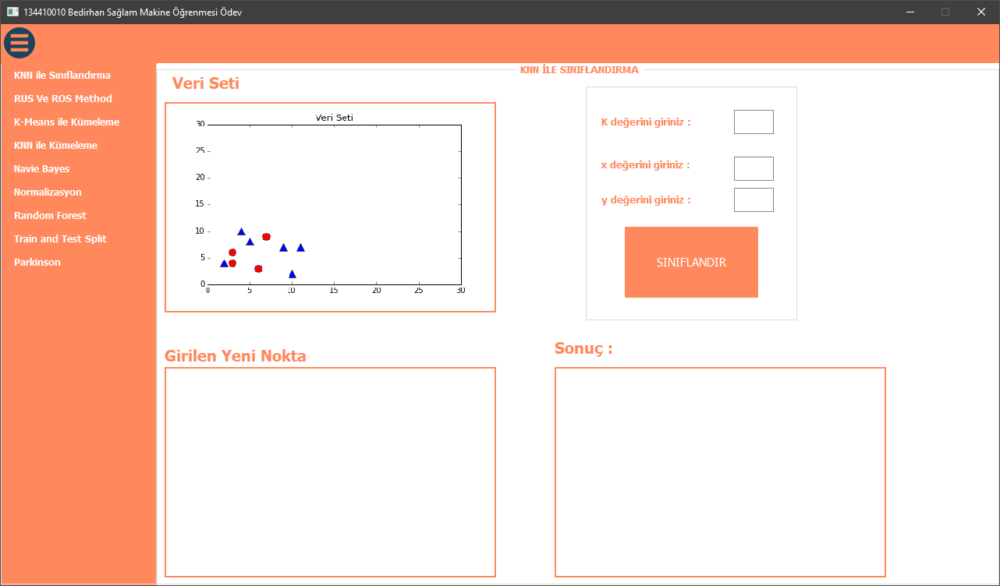 134410010 Bedirhan Sağlam Makine Öğrenmesi Ödev
KNN ile Sınıflandırma
RUS Ve ROS Method
K-Means ile Kümeleme
KNN ile Kümeleme
Navie Bayes
Normalizasyon
Random Forest
Train and Test Split
Parkinson
KNN İLE SINIFLANDIRMA
Veri Seti
Veri Seti
30
25
20
15
10
5
0
0 5 10 15 20 25 30
K değerini giriniz :
x değerini giriniz :
y değerini giriniz :
SINIFLANDIR
Girilen Yeni Nokta
Sonuç :